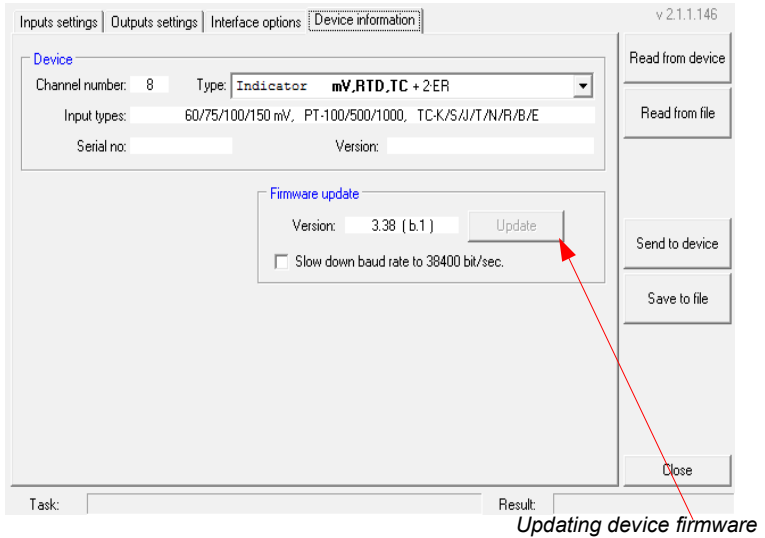 Inputs settings Outputs settings Interface options Device information
v 2.1.1.146
Device
Channel number: 8 Type: Indicator mV,RTD,TC + 2ER
Input types: 60/75/100/150 mV, PT-100/500/1000, TC-K/S/J/T/N/R/B/E
Serial no: Version:
Firmware update
Version: 3.38 ( b.1 ) Update
Slow down baud rate to 38400 bit/sec.
Read from device
Read from file
Send to device
Save to file
Close
Task: Result:
Updating device firmware